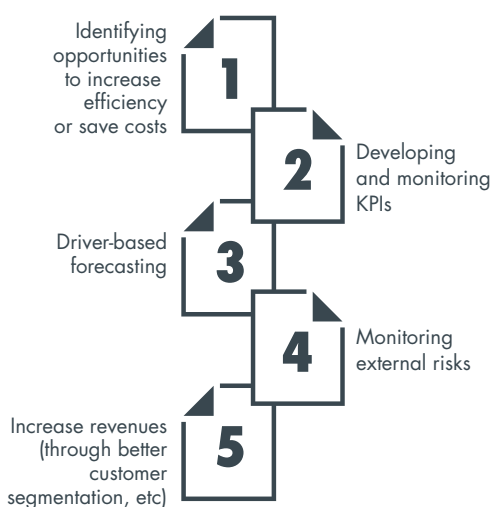 Identifying
opportunities
to increase
efficiency
or save costs
1
2
Developing
and monitoring
KPIs
Driver-based
forecasting
3
4
Monitoring
external risks
Increase revenues
(through better
customer
segmentation, etc)
5